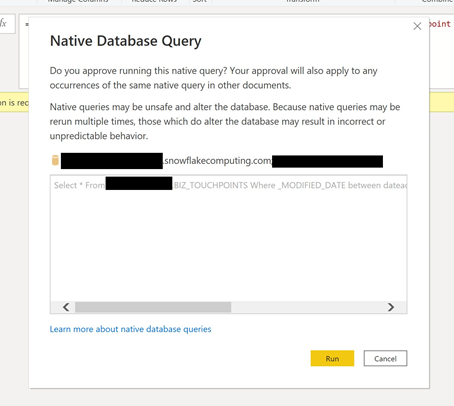 Manage Columns Reduce Rows Sort Transform Combine
fx = point
on is rec
Native Database Query
Do you approve running this native query? Your approval will also apply to any
occurrences of the same native query in other documents.
Native queries may be unsafe and alter the database. Because native queries may be
rerun multiple times, those which do alter the database may result in incorrect or
unpredictable behavior.
.snowflakecomputing.com;
Select * From .BIZ_TOUCHPOINTS Where _MODIFIED_DATE between datead
Learn more about native database queries
Run Cancel